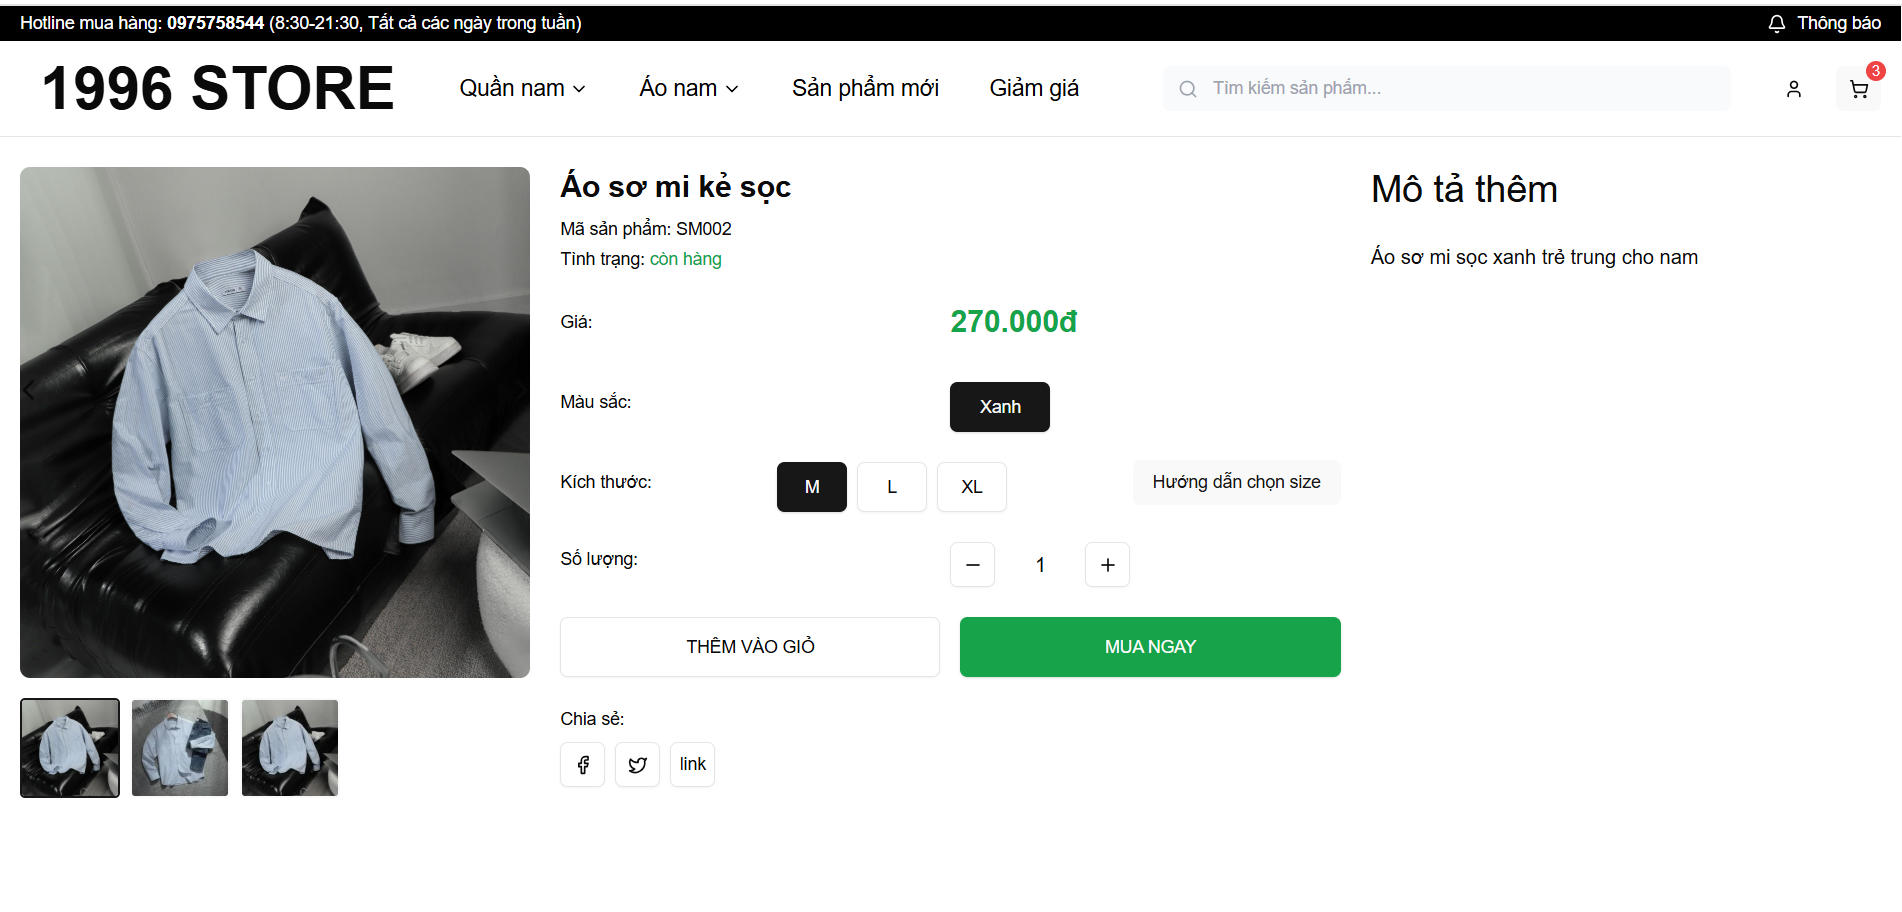 Hotline mua hàng: 0975758544 (8:30-21:30, Tất cả các ngày trong tuần)
Thông báo
1996 STORE
Quần nam
Áo nam
Sản phẩm mới
Giảm giá
Tìm kiếm sản phẩm...
3
Áo sơ mi kẻ sọc
Mã sản phẩm: SM002
Tình trạng: còn hàng
Giá:
270.000đ
Màu sắc:
Xanh
Kích thước:
M
L
XL
Hướng dẫn chọn size
Số lượng:
1
THÊM VÀO GIỎ
MUA NGAY
Chia sẻ:
link
Mô tả thêm
Áo sơ mi sọc xanh trẻ trung cho nam